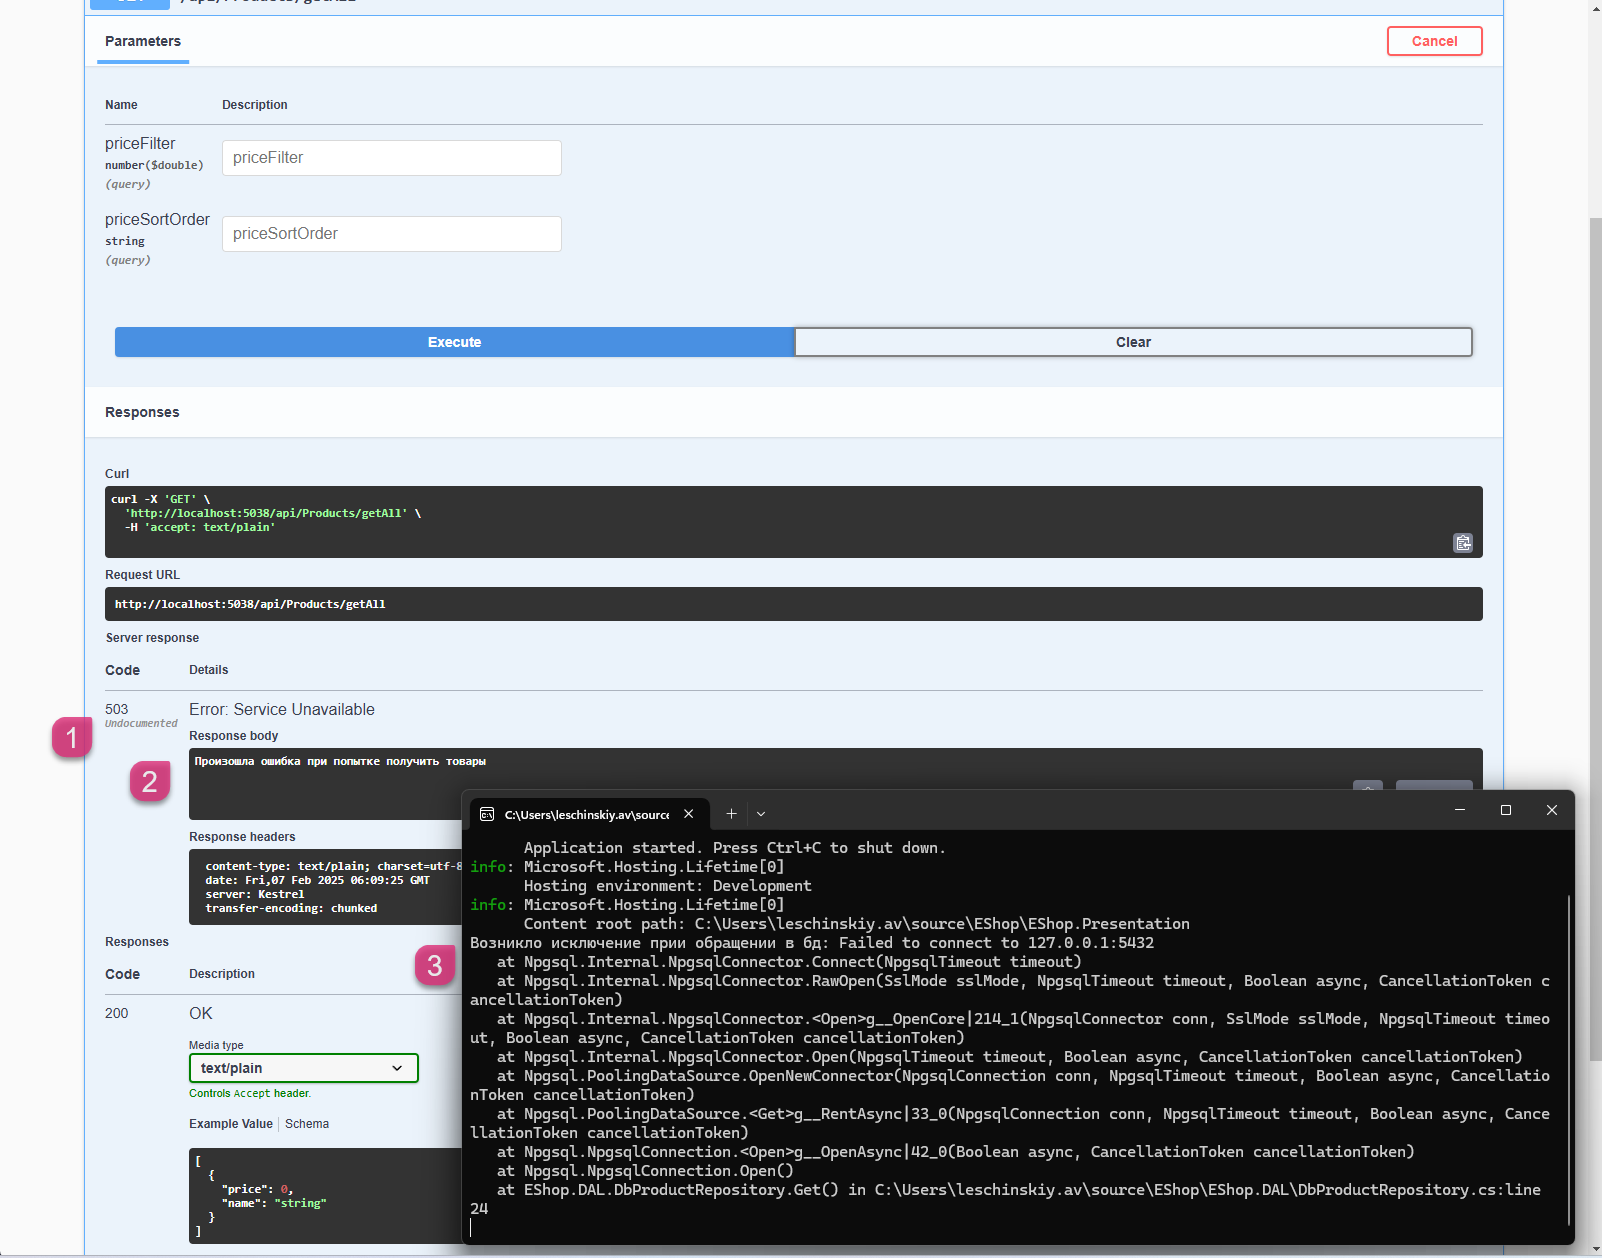 Parameters
Cancel
Name
Description
priceFilter
number($double)
(query)
priceFilter
priceSortOrder
string
(query)
priceSortOrder
Execute
Clear
Responses
Curl
curl -X 'GET' \
'http://localhost:5038/api/Products/getAll' \
-H 'accept: text/plain'
Request URL
http://localhost:5038/api/Products/getAll
Server response
Code
Details
503
Undocumented
Error: Service Unavailable
1
Response body
2
Произошла ошибка при попытке получить товары
Response headers
content-type: text/plain; charset=utf-8
date: Fri,07 Feb 2025 06:09:25 GMT
server: Kestrel
transfer-encoding: chunked
Responses
Code
Description
3
200
OK
Media type
text/plain
Controls Accept header.
Example Value
Schema
[
{
"price": 0,
"name": "string"
}
]
C:\Users\leschinskiy.av\source
Application started. Press Ctrl+C to shut down.
info: Microsoft.Hosting.Lifetime[0]
Hosting environment: Development
info: Microsoft.Hosting.Lifetime[0]
Content root path: C:\Users\leschinskiy.av\source\EShop\EShop.Presentation
Возникло исключение прии обращении в бд: Failed to connect to 127.0.0.1:5432
at Npgsql.Internal.NpgsqlConnector.Connect(NpgsqlTimeout timeout)
at Npgsql.Internal.NpgsqlConnector.RawOpen(SslMode sslMode, NpgsqlTimeout timeout, Boolean async, CancellationToken c
ancellationToken)
at Npgsql.Internal.NpgsqlConnector.<Open>g__OpenCore|214_1(NpgsqlConnector conn, SslMode sslMode, NpgsqlTimeout timeo
ut, Boolean async, CancellationToken cancellationToken)
at Npgsql.Internal.NpgsqlConnector.Open(NpgsqlTimeout timeout, Boolean async, CancellationToken cancellationToken)
at Npgsql.PoolingDataSource.OpenNewConnector(NpgsqlConnection conn, NpgsqlTimeout timeout, Boolean async, Cancellatio
nToken cancellationToken)
at Npgsql.PoolingDataSource.<Get>g__RentAsync|33_0(NpgsqlConnection conn, NpgsqlTimeout timeout, Boolean async, Cance
llationToken cancellationToken)
at Npgsql.NpgsqlConnection.<Open>g__OpenAsync|42_0(Boolean async, CancellationToken cancellationToken)
at Npgsql.NpgsqlConnection.Open()
at EShop.DAL.DbProductRepository.Get() in C:\Users\leschinskiy.av\source\EShop\EShop.DAL\DbProductRepository.cs:line
24